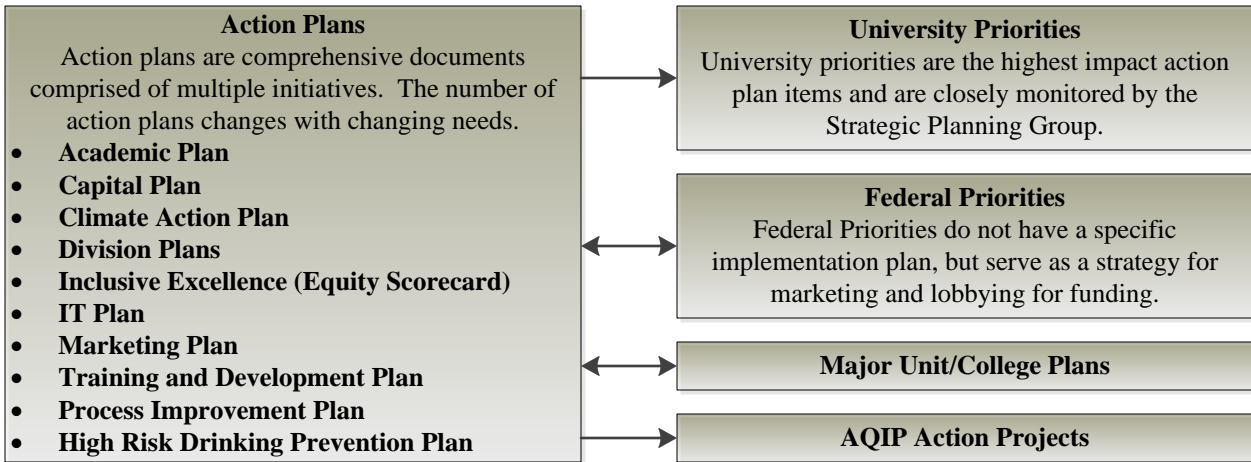 Action Plans
Action plans are comprehensive documents
comprised of multiple initiatives. The number of
action plans changes with changing needs.
• Academic Plan
• Capital Plan
• Climate Action Plan
• Division Plans
• Inclusive Excellence (Equity Scorecard)
• IT Plan
• Marketing Plan
• Training and Development Plan
• Process Improvement Plan
• High Risk Drinking Prevention Plan
University Priorities
University priorities are the highest impact action
plan items and are closely monitored by the
Strategic Planning Group.
Federal Priorities
Federal Priorities do not have a specific
implementation plan, but serve as a strategy for
marketing and lobbying for funding.
Major Unit/College Plans
AQIP Action Projects